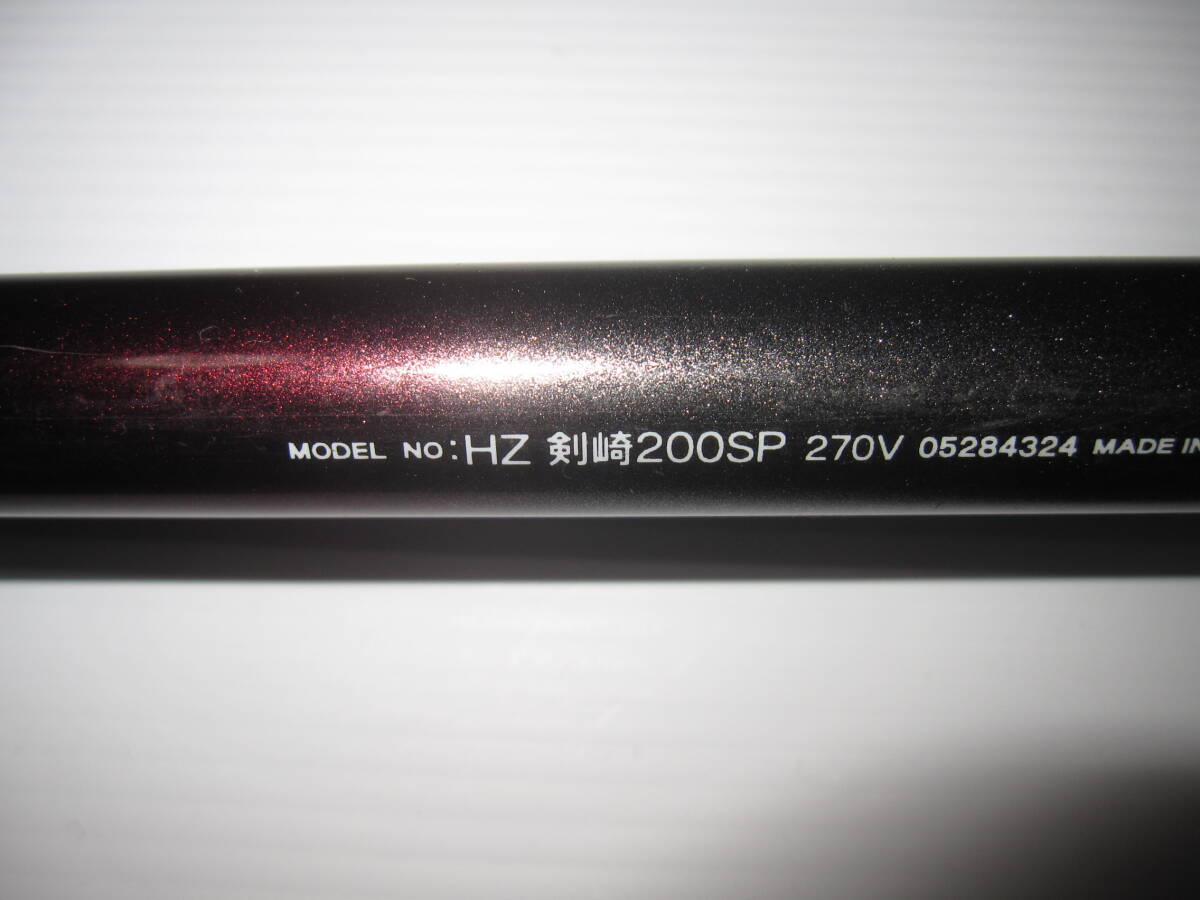 MODEL NO:HZ 剣崎200SP 270V 05284324 MADE IN